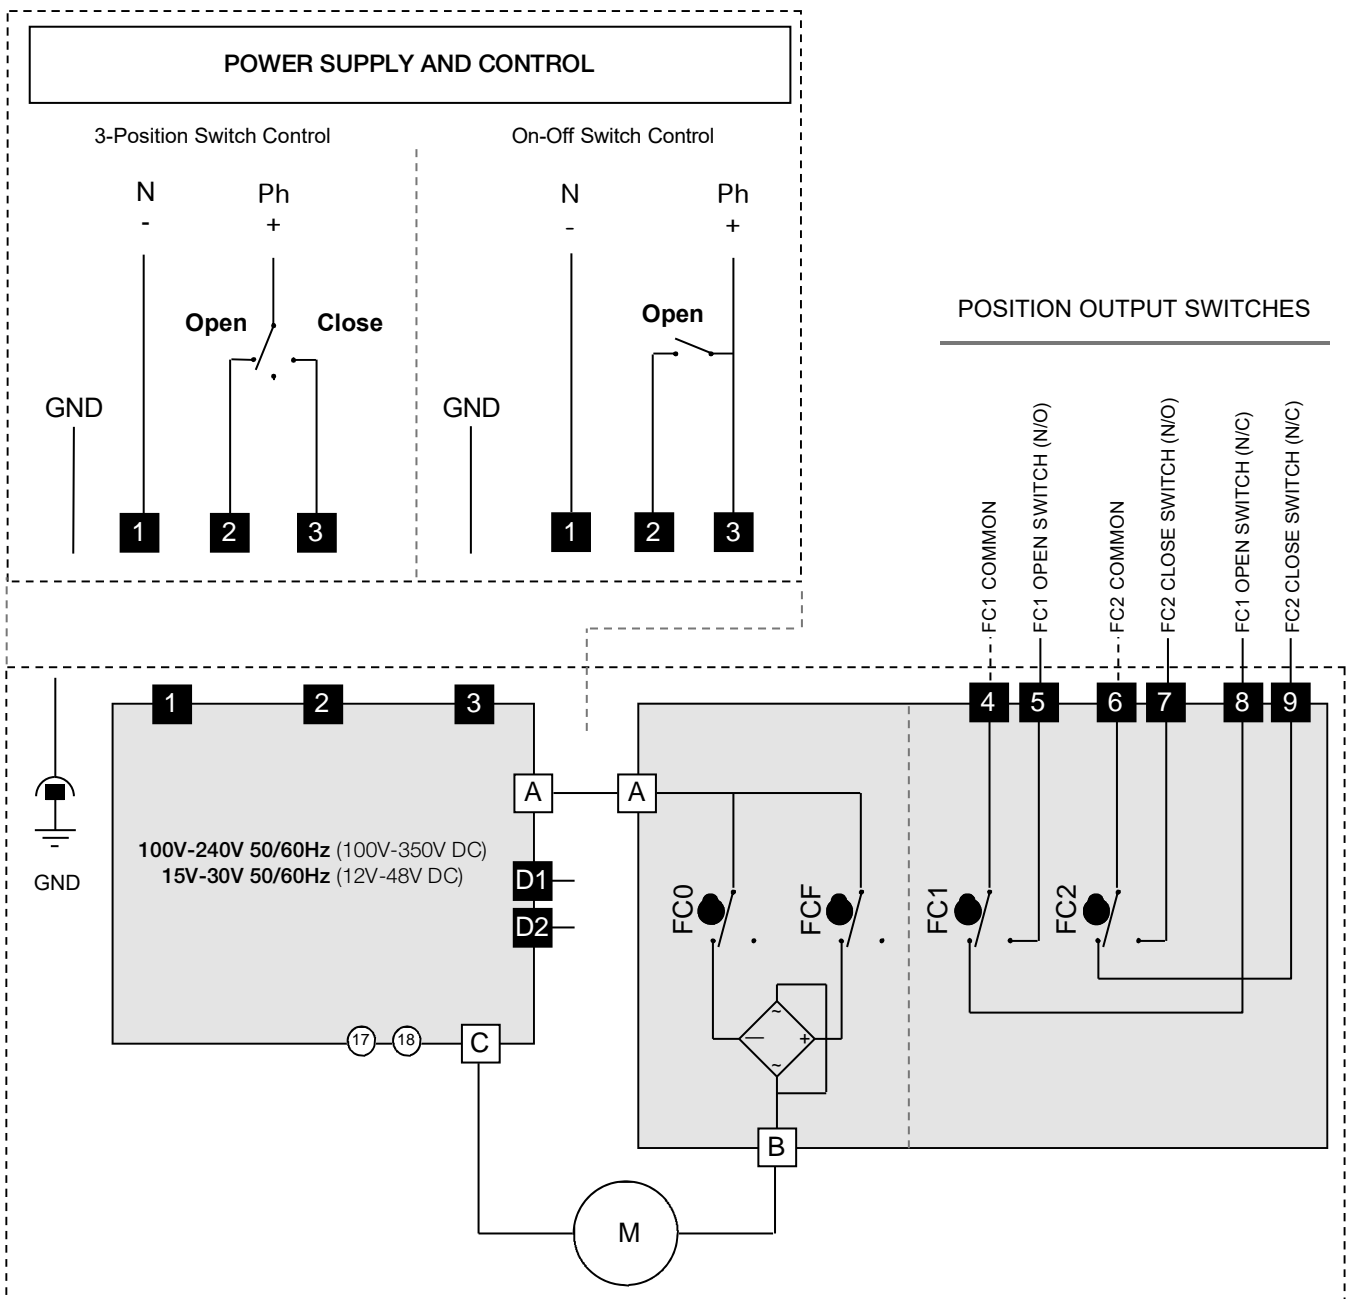 POWER SUPPLY AND CONTROL
3-Position Switch Control
On-Off Switch Control
N
Ph
-
+
N
Ph
-
+
Open
Close
Open
GND
GND
1
2
3
1
2
3
POSITION OUTPUT SWITCHES
FC1 COMMON
FC1 OPEN SWITCH (N/O)
FC2 COMMON
FC2 CLOSE SWITCH (N/O)
FC1 OPEN SWITCH (N/C)
FC2 CLOSE SWITCH (N/C)
1
2
3
4
5
6
7
8
9
A
A
100V-240V 50/60Hz (100V-350V DC)
15V-30V 50/60Hz (12V-48V DC)
GND
D1
D2
FC0
FCF
FC1
FC2
~
—
+
~
17
18
C
B
M